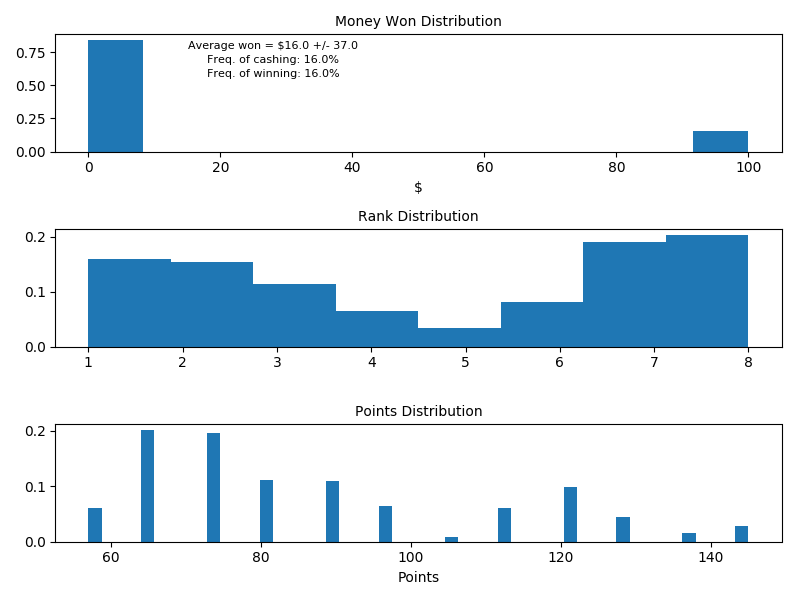 Money Won Distribution
Average won = $16.0 +/- 37.0
Freq. of cashing: 16.0%
Freq. of winning: 16.0%
0.75
0.50
0.25
0.00
0 20 40 60 80 100
$
Rank Distribution
0.2
0.1
0.0
1 2 3 4 5 6 7 8
Points Distribution
0.2
0.1
0.0
60 80 100 120 140
Points